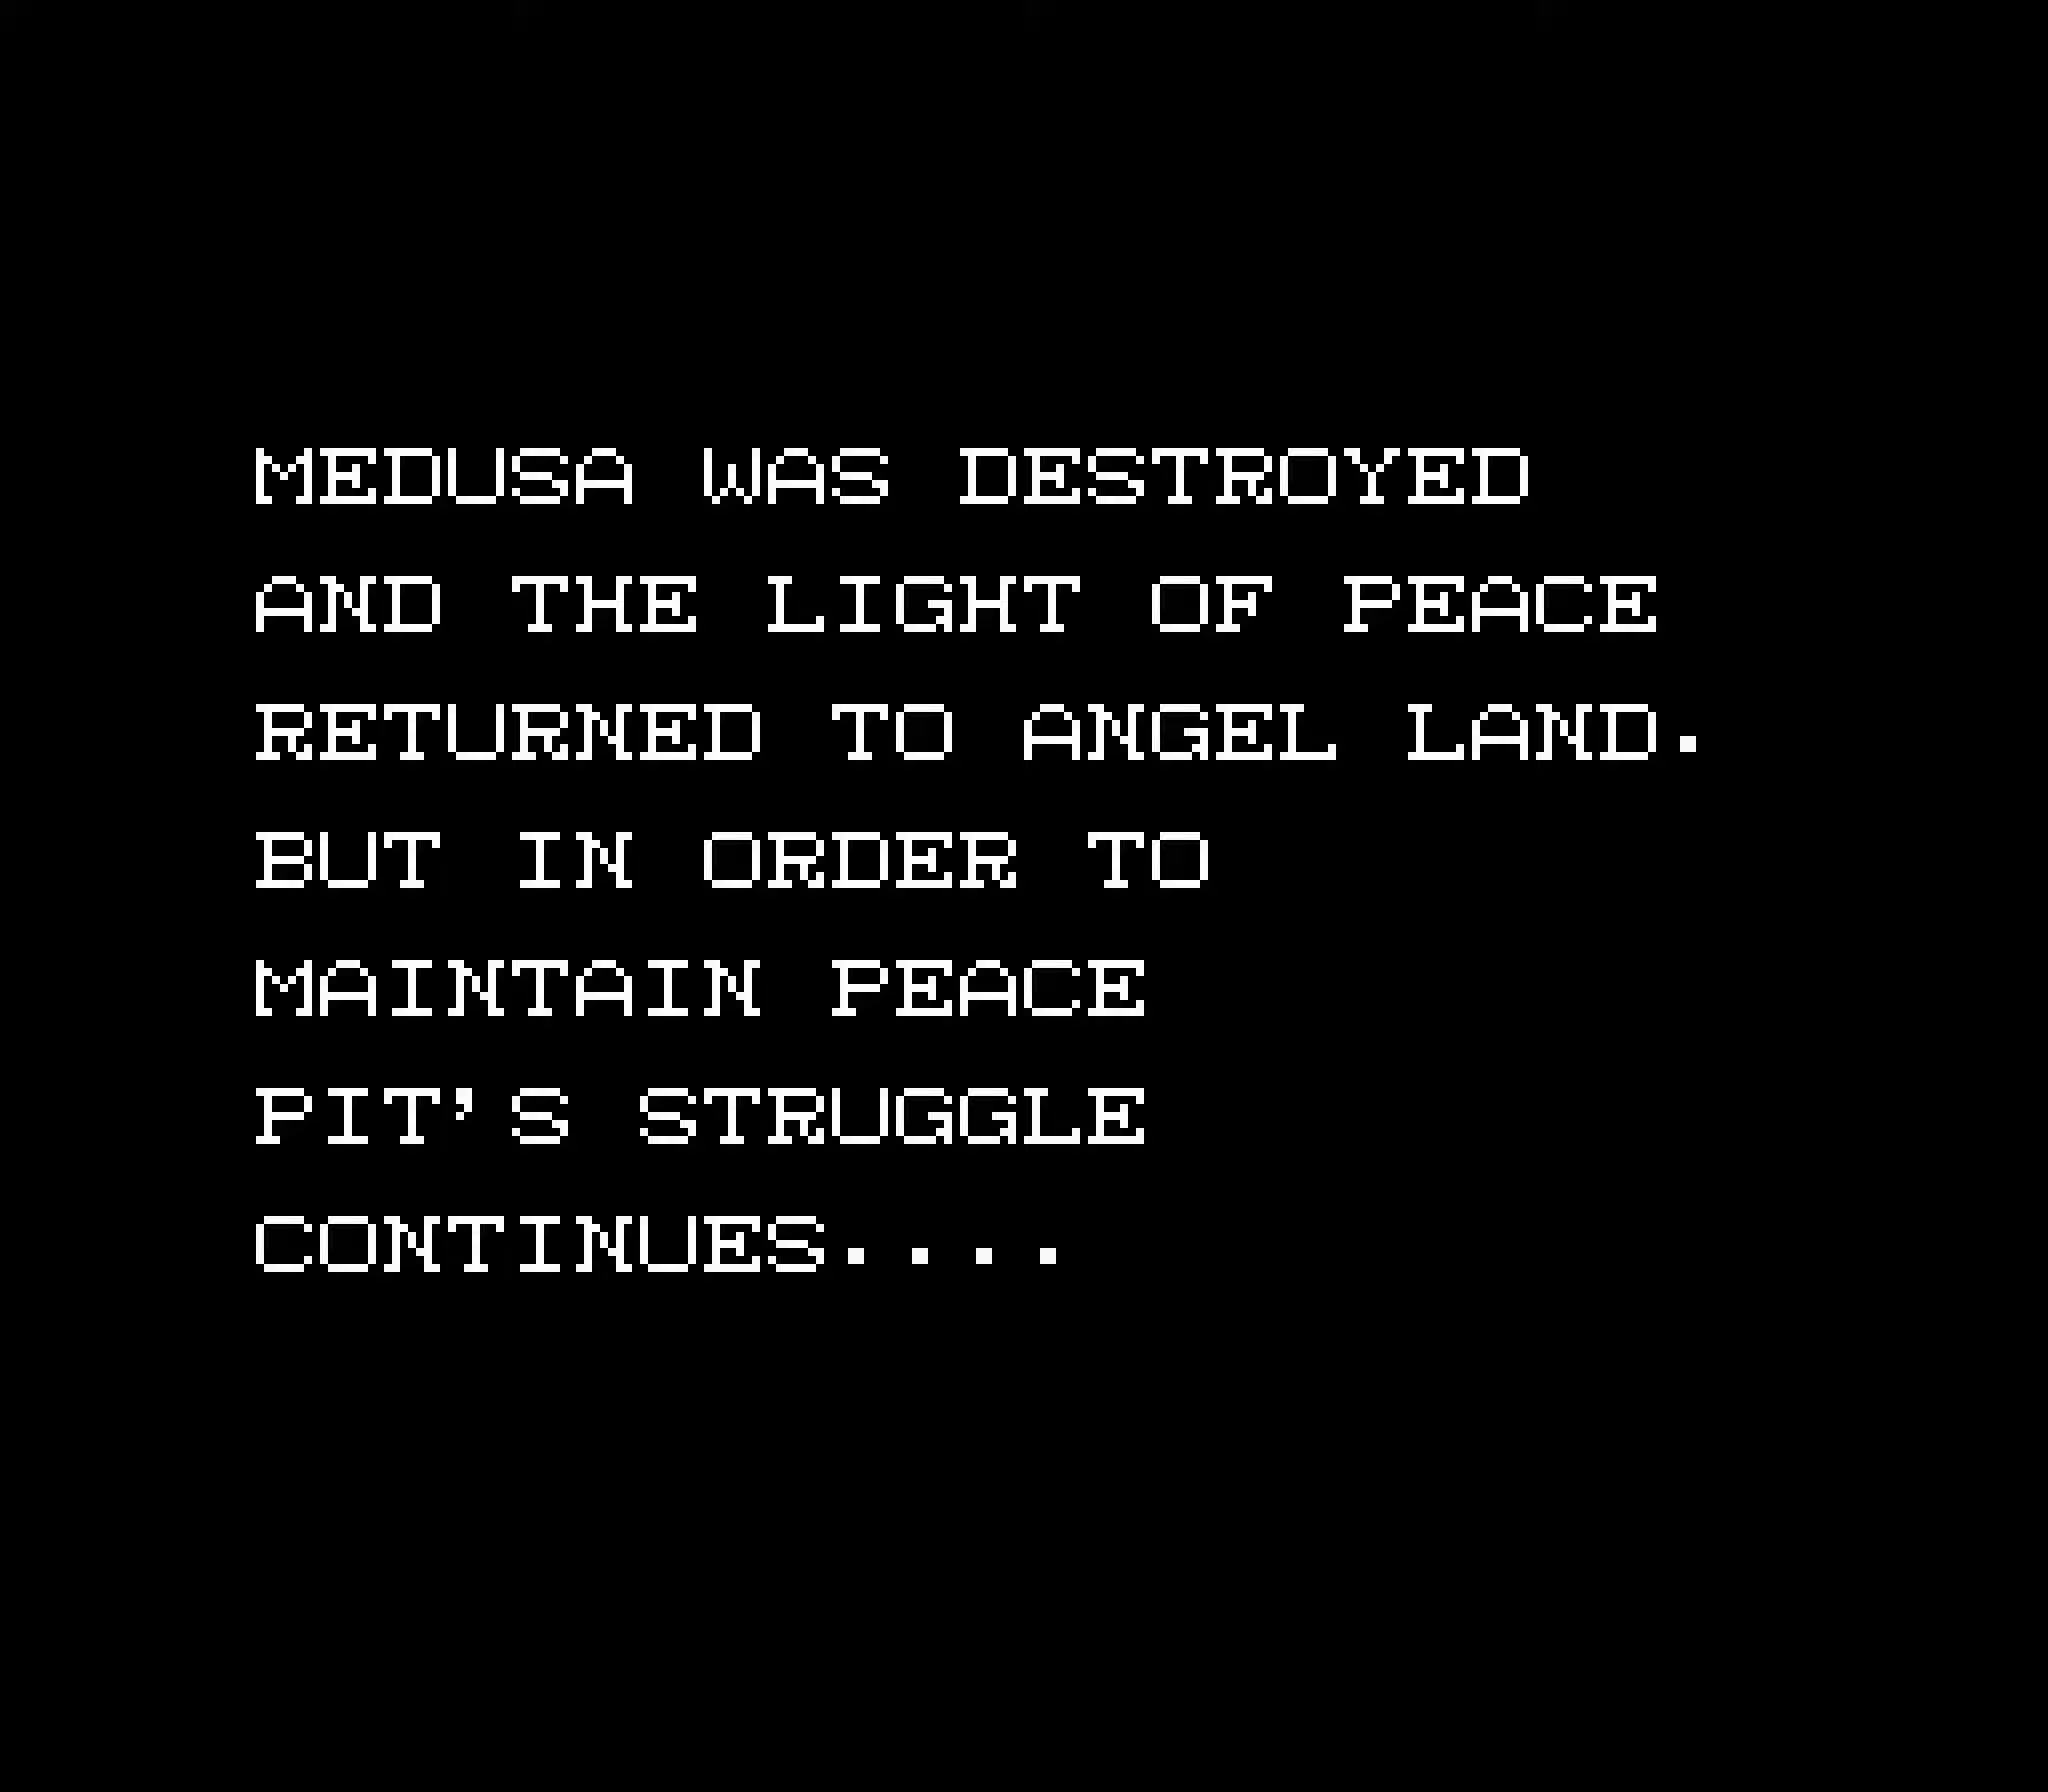 MEDUSA WAS DESTROYED
AND THE LIGHT OF PEACE
RETURNED TO ANGEL LAND.
BUT IN ORDER TO
MAINTAIN PEACE
PIT'S STRUGGLE
CONTINUES....